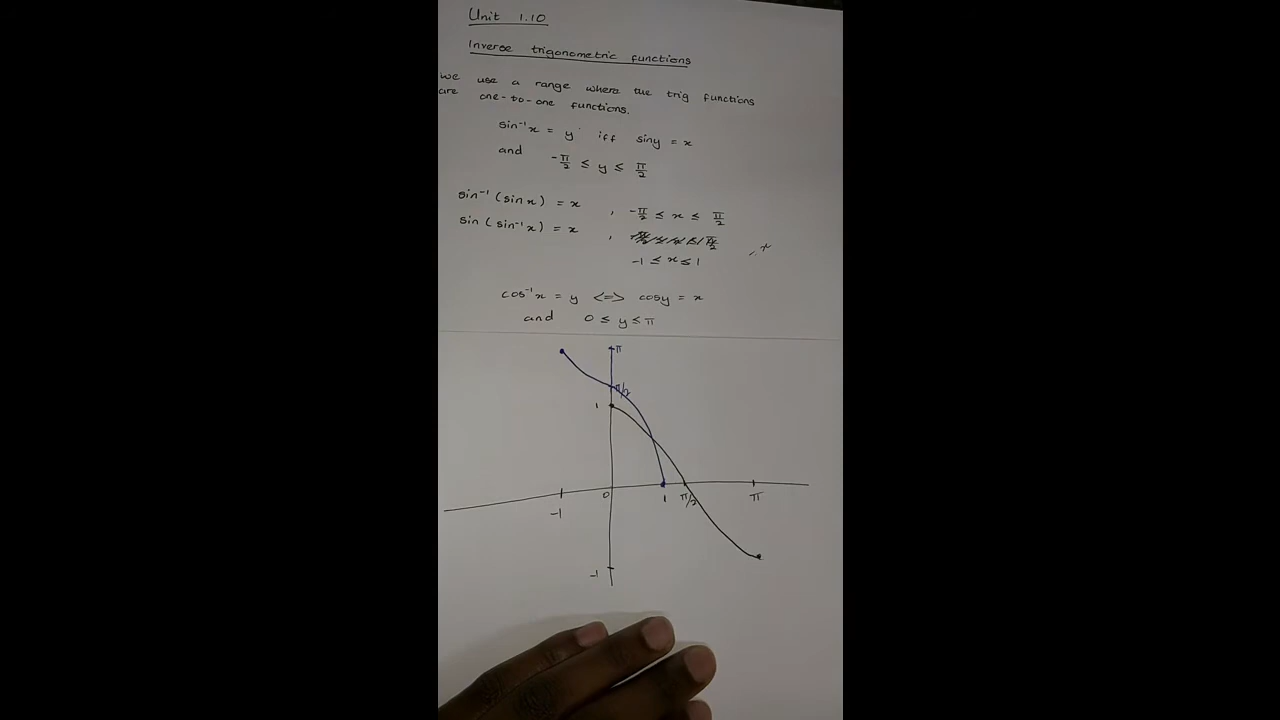 Unit 1.10
Inverse trigonometric functions
we use a range where the trig functions
are one-to-one functions.
sin⁻¹x = y iff siny = x
and -π/2 ≤ y ≤ π/2
sin⁻¹(sinx) = x , -π/2 ≤ x ≤ π/2
sin(sin⁻¹x) = x ,
-1 ≤ x ≤ 1
cos⁻¹x = y <=> cosy = x
and 0 ≤ y ≤ π
π
π/2
1
0 1 π/2 π
-1
-1